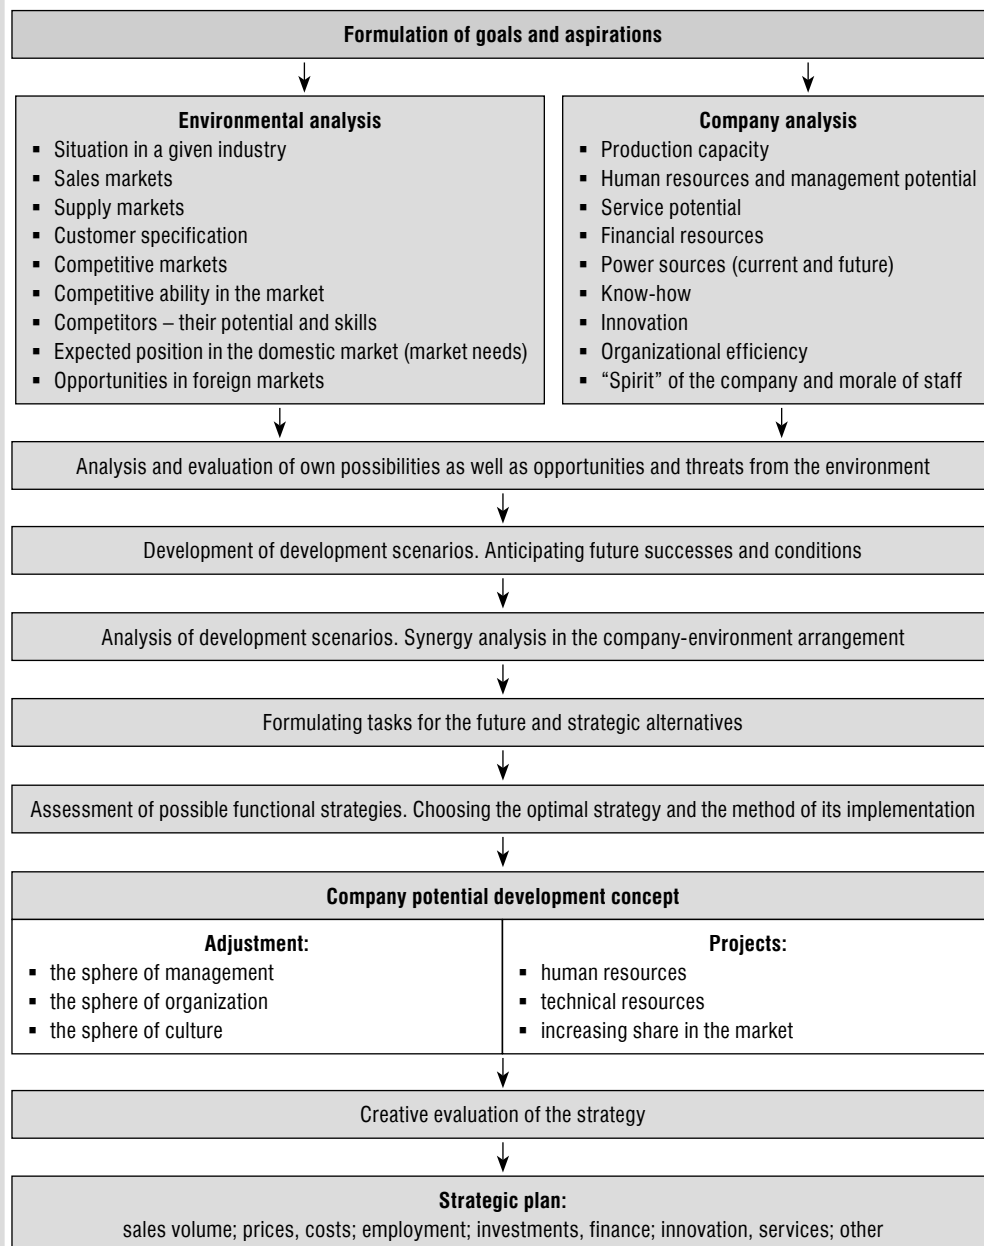 Formulation of goals and aspirations
Environmental analysis
▪ Situation in a given industry
▪ Sales markets
▪ Supply markets
▪ Customer specification
▪ Competitive markets
▪ Competitive ability in the market
▪ Competitors – their potential and skills
▪ Expected position in the domestic market (market needs)
▪ Opportunities in foreign markets
Company analysis
▪ Production capacity
▪ Human resources and management potential
▪ Service potential
▪ Financial resources
▪ Power sources (current and future)
▪ Know-how
▪ Innovation
▪ Organizational efficiency
▪ “Spirit” of the company and morale of staff
Analysis and evaluation of own possibilities as well as opportunities and threats from the environment
Development of development scenarios. Anticipating future successes and conditions
Analysis of development scenarios. Synergy analysis in the company-environment arrangement
Formulating tasks for the future and strategic alternatives
Assessment of possible functional strategies. Choosing the optimal strategy and the method of its implementation
Company potential development concept
Adjustment:
▪ the sphere of management
▪ the sphere of organization
▪ the sphere of culture
Projects:
▪ human resources
▪ technical resources
▪ increasing share in the market
Creative evaluation of the strategy
Strategic plan:
sales volume; prices, costs; employment; investments, finance; innovation, services; other